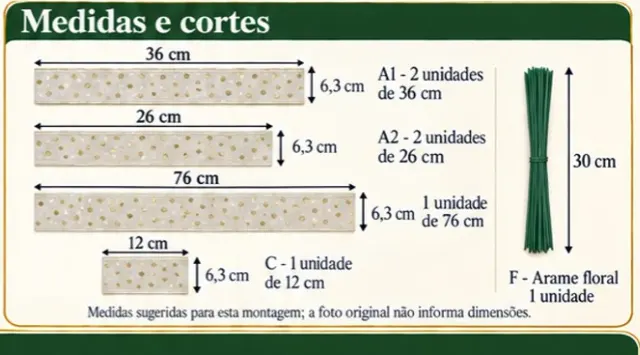 Medidas e cortes
36 cm
6,3 cm
A1 - 2 unidades
de 36 cm
26 cm
6,3 cm
A2 - 2 unidades
de 26 cm
76 cm
6,3 cm
1 unidade
de 76 cm
12 cm
6,3 cm
C - 1 unidade
de 12 cm
30 cm
F - Arame floral
1 unidade
Medidas sugeridas para esta montagem; a foto original não informa dimensões.